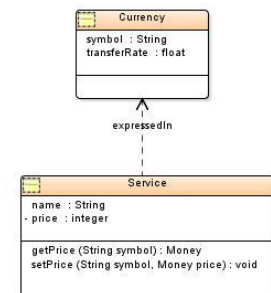 Currency
symbol : String
transferRate : float
expressedIn
Service
name : String
- price : integer
getPrice (String symbol) : Money
setPrice (String symbol, Money price) : void